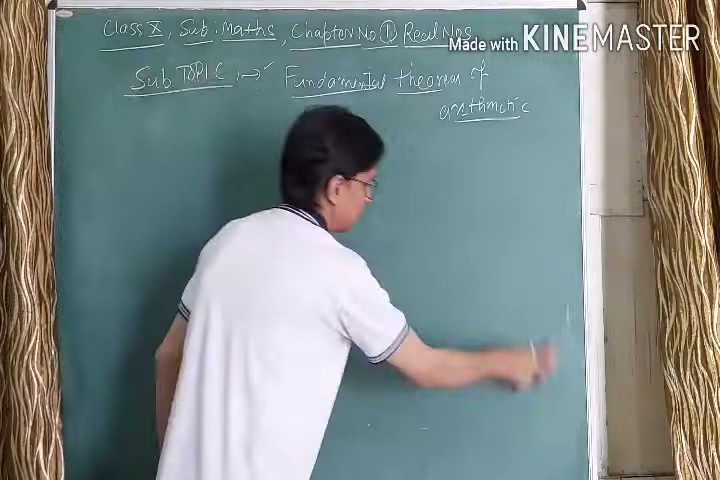 Class X, Sub: Maths, Chapter No. ① Real Nos.
Made with KINEMASTER
Sub TOPIC :→ Fundamental theorem of
arithmetic